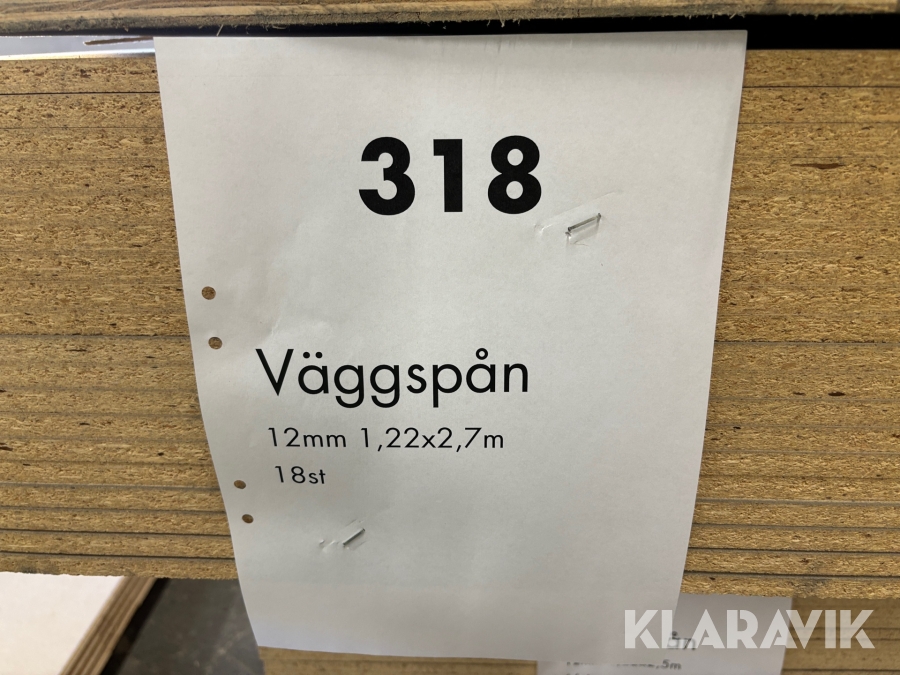 318
Väggspån
12mm 1,22x2,7m
18st
KLARAVIK